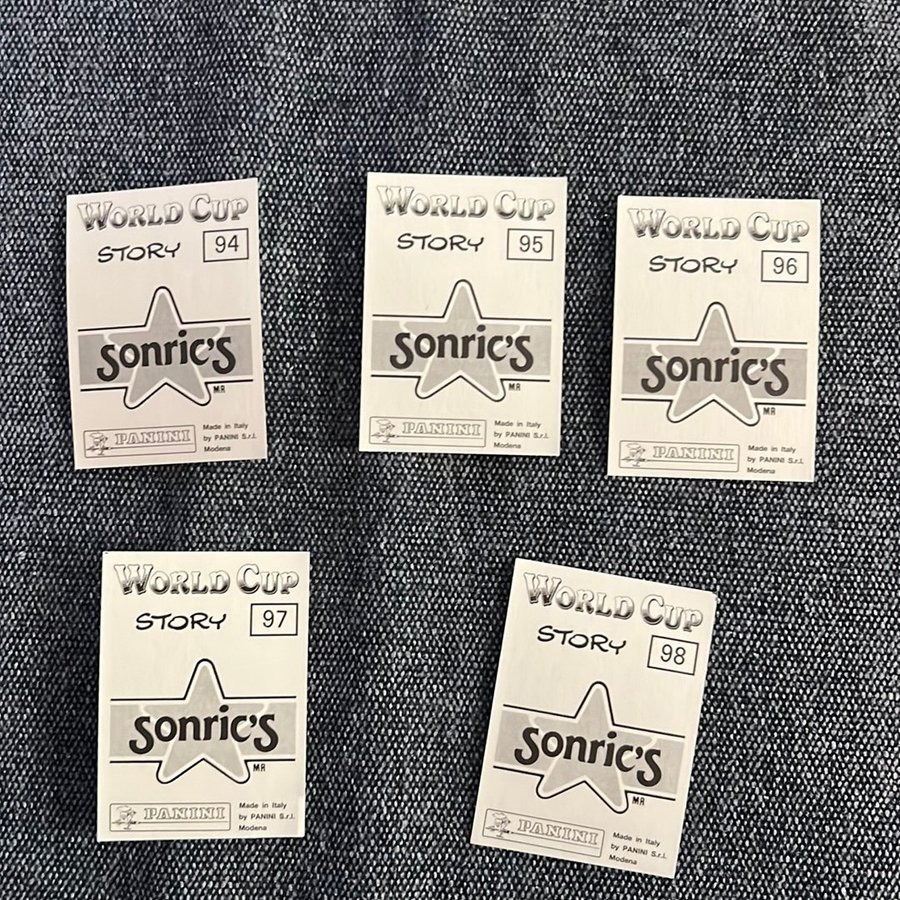 WORLD CUP
STORY 94
sonric's
MR
PANINI
Made in Italy
by PANINI S.r.l.
Modena
WORLD CUP
STORY 95
sonric's
MR
PANINI
Made in Italy
by PANINI S.r.l.
Modena
WORLD CUP
STORY 96
sonric's
MR
PANINI
Made in Italy
by PANINI S.r.l.
Modena
WORLD CUP
STORY 97
sonric's
MR
PANINI
Made in Italy
by PANINI S.r.l.
Modena
WORLD CUP
STORY 98
sonric's
MR
PANINI
Made in Italy
by PANINI S.r.l.
Modena